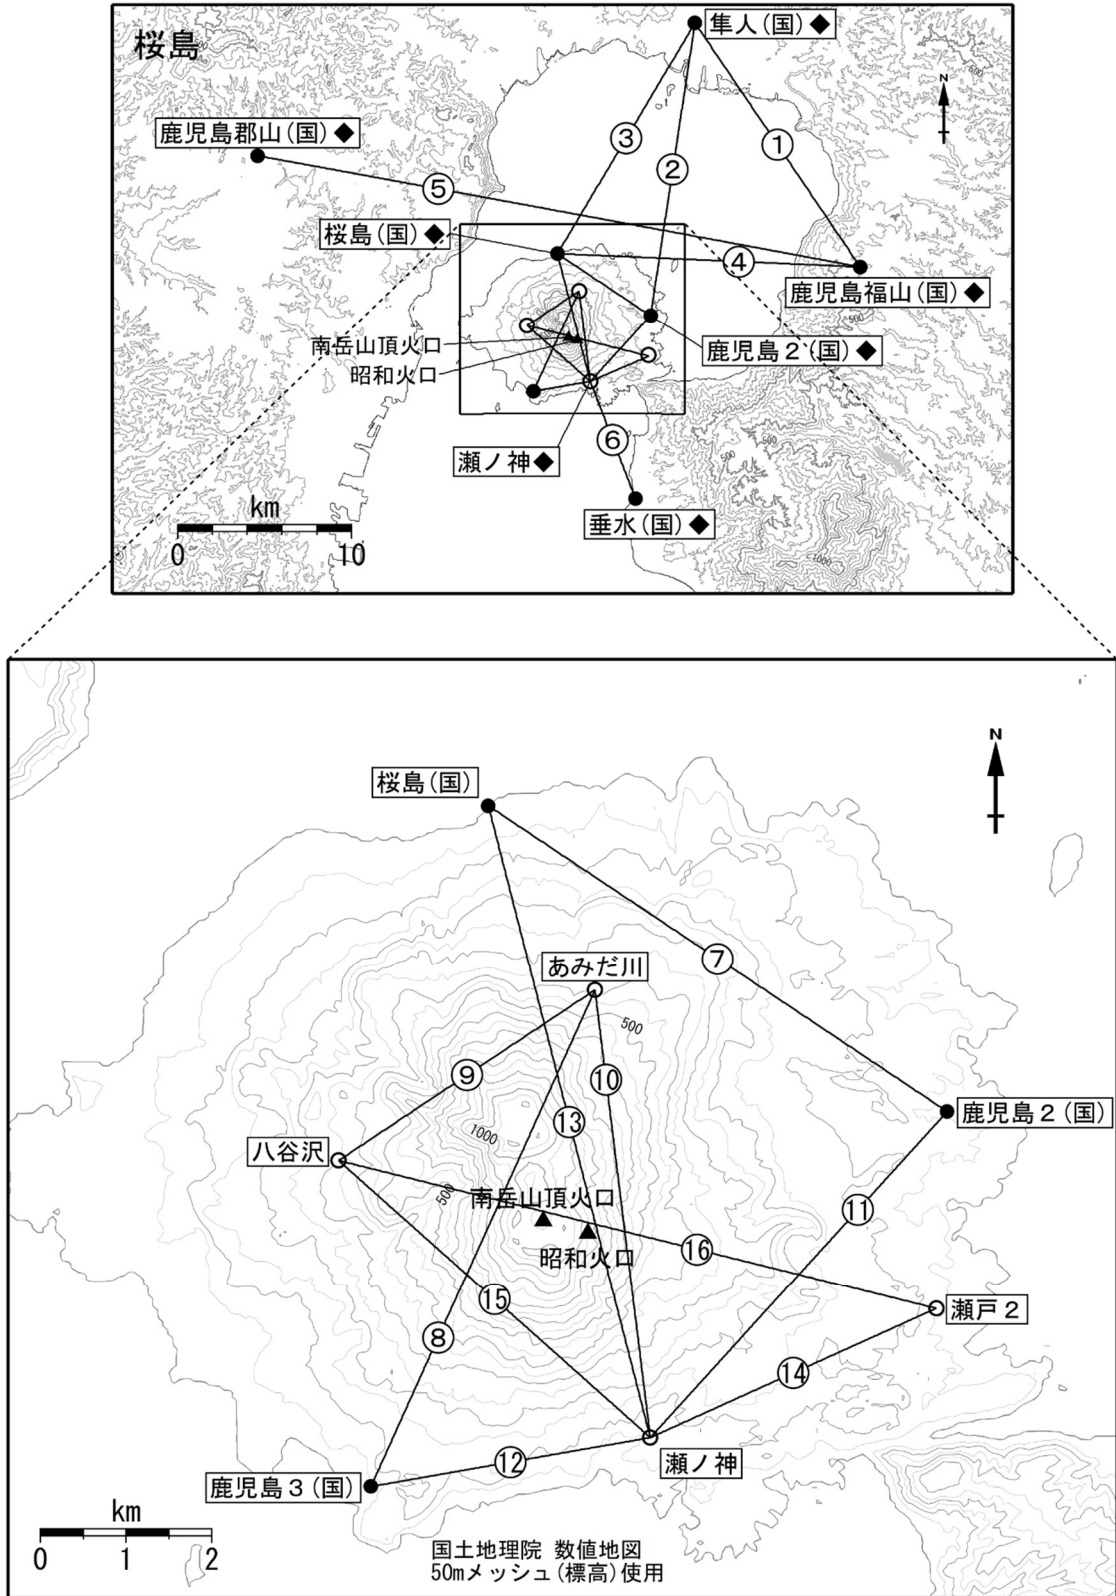 桜島
隼人(国)◆
N
鹿児島郡山(国)◆
③
①
②
⑤
桜島(国)◆
④
鹿児島福山(国)◆
南岳山頂火口
鹿児島2(国)◆
昭和火口
⑥
瀬ノ神◆
500
500
km
0 10
垂水(国)◆
1000
桜島(国)
N
あみだ川
⑦
500
⑨
⑩
鹿児島2(国)
⑬
1000
八谷沢
500
南岳山頂火口
⑪
昭和火口
⑯
⑮
瀬戸2
⑧
⑭
瀬ノ神
⑫
鹿児島3(国)
km
0 1 2
国土地理院 数値地図
50mメッシュ(標高)使用